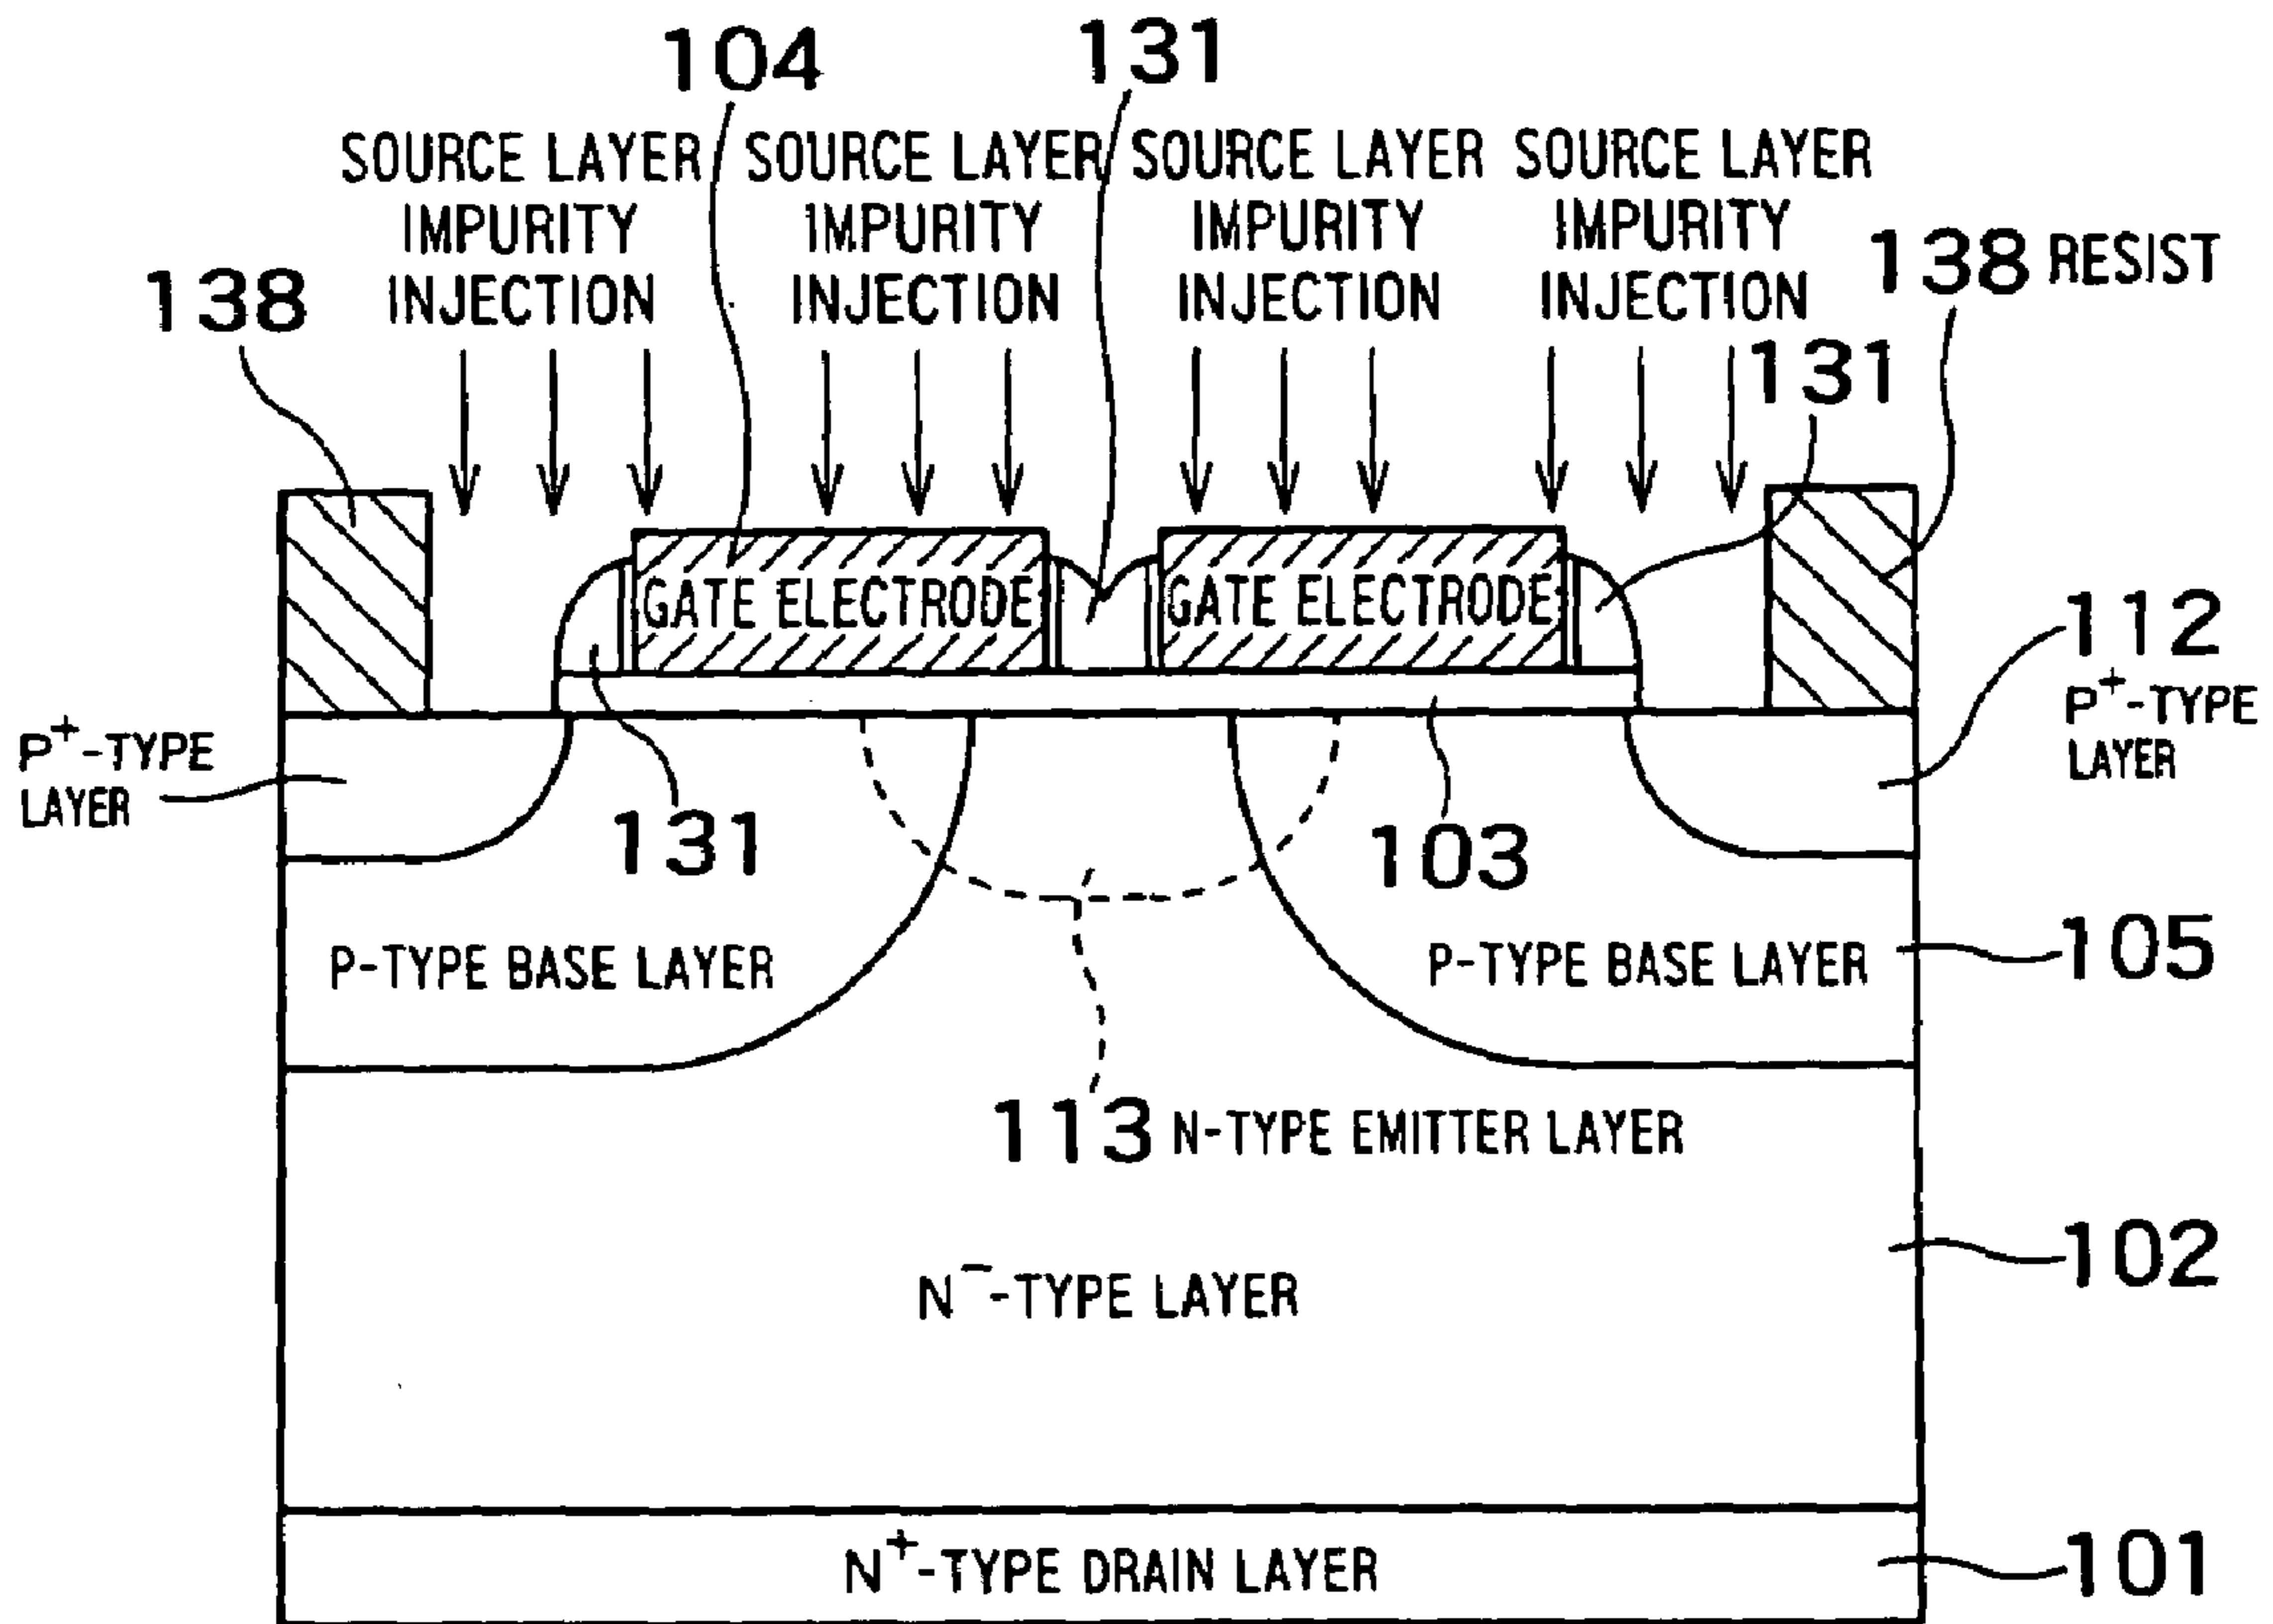 104
131
SOURCE LAYER SOURCE LAYER SOURCE LAYER SOURCE LAYER
IMPURITY IMPURITY IMPURITY IMPURITY
INJECTION INJECTION INJECTION INJECTION
138
138 RESIST
131
GATE ELECTRODE
GATE ELECTRODE
112
P⁺-TYPE
LAYER
P⁺-TYPE
LAYER
131
103
P-TYPE BASE LAYER
P-TYPE BASE LAYER
105
113 N-TYPE EMITTER LAYER
102
N⁻-TYPE LAYER
N⁺-TYPE DRAIN LAYER
101